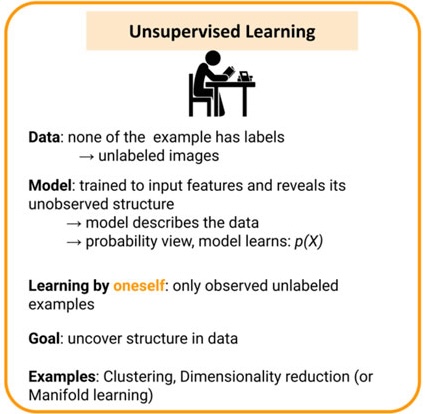 Unsupervised Learning
Data: none of the example has labels
→ unlabeled images
Model: trained to input features and reveals its
unobserved structure
→ model describes the data
→ probability view, model learns: p(X)
Learning by oneself: only observed unlabeled
examples
Goal: uncover structure in data
Examples: Clustering, Dimensionality reduction (or
Manifold learning)